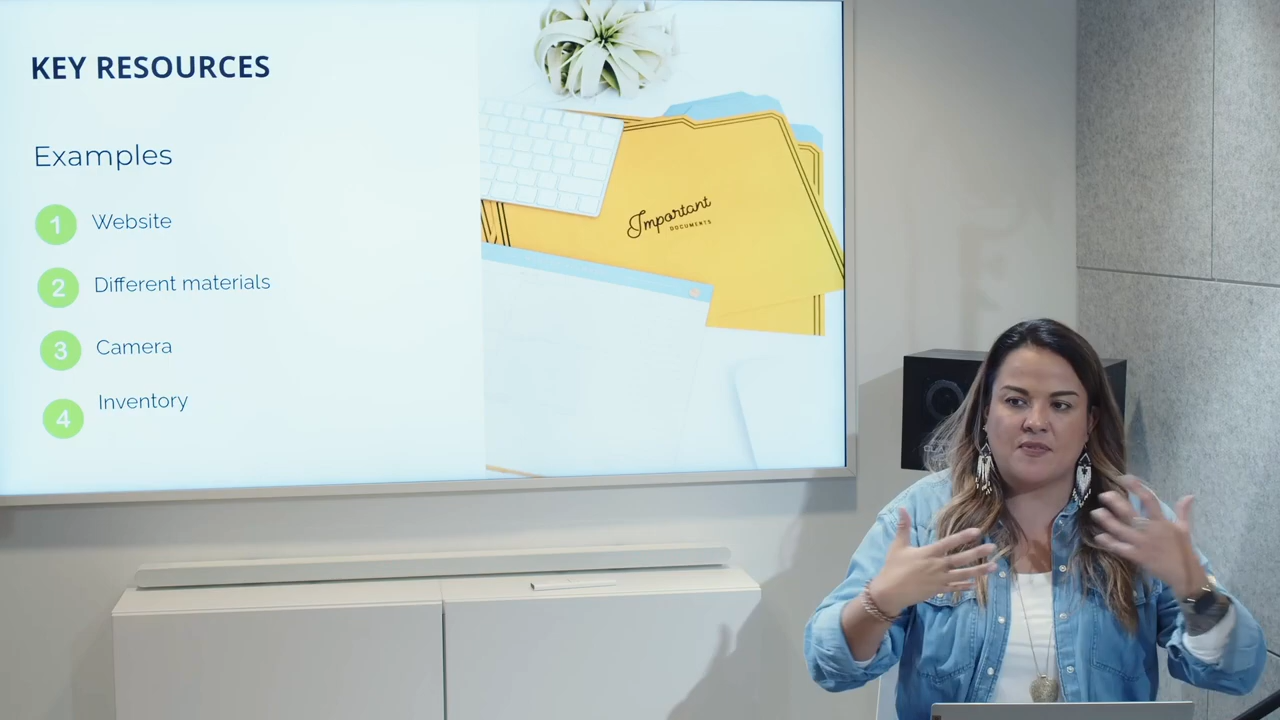 KEY RESOURCES
Examples
1 Website
2 Different materials
3 Camera
4 Inventory
Important
DOCUMENTS